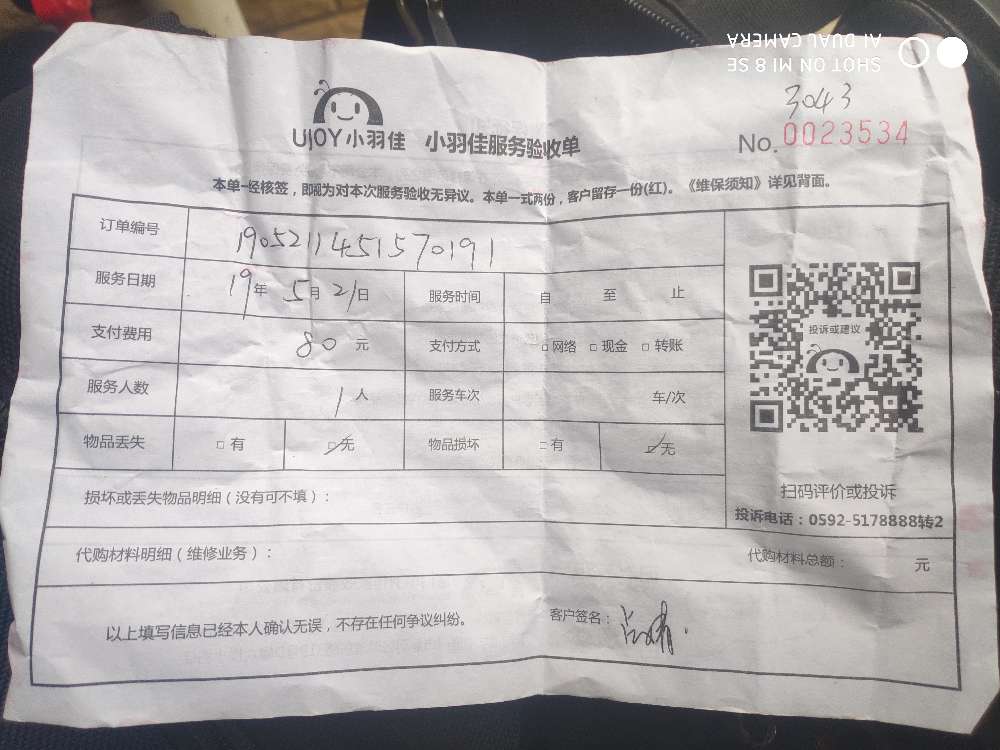 SHOT ON MI 8 SE
AI DUAL CAMERA
3043
UJOY小羽佳 小羽佳服务验收单
No.0023534
本单一经核签，即视为对本次服务验收无异议。本单一式两份，客户留存一份(红)。《维保须知》详见背面。
订单编号 1905211451570191
服务日期 19年 5月 21日 服务时间 自 至 止
支付费用 80 元 支付方式 □网络 □现金 □转账
服务人数 1 人 服务车次 车/次
物品丢失 □有 ☑无 物品损坏 □有 ☑无
投诉或建议
扫码评价或投诉
投诉电话：0592-5178888转2
损坏或丢失物品明细（没有可不填）：
代购材料明细（维修业务）： 代购材料总额： 元
以上填写信息已经本人确认无误，不存在任何争议纠纷。 客户签名：